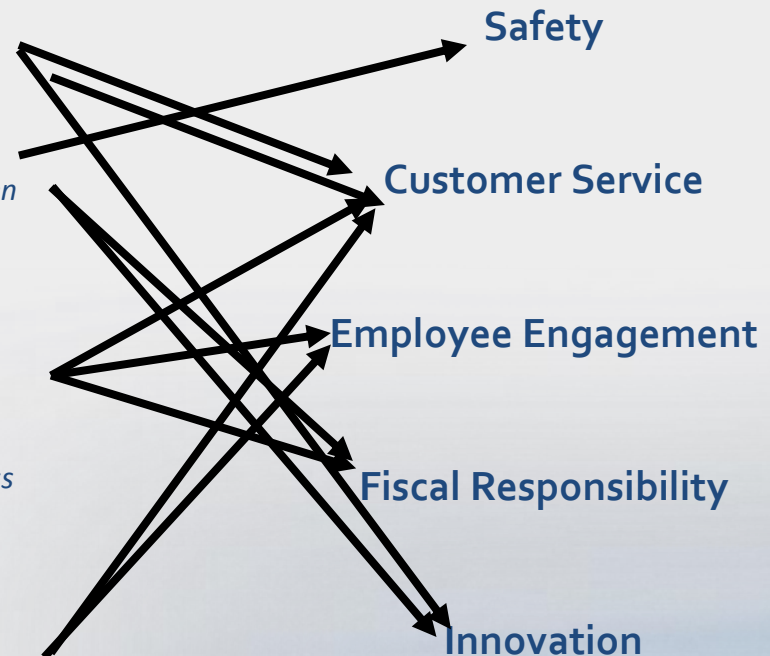 Safety
Customer Service
Employee Engagement
Fiscal Responsibility
Innovation